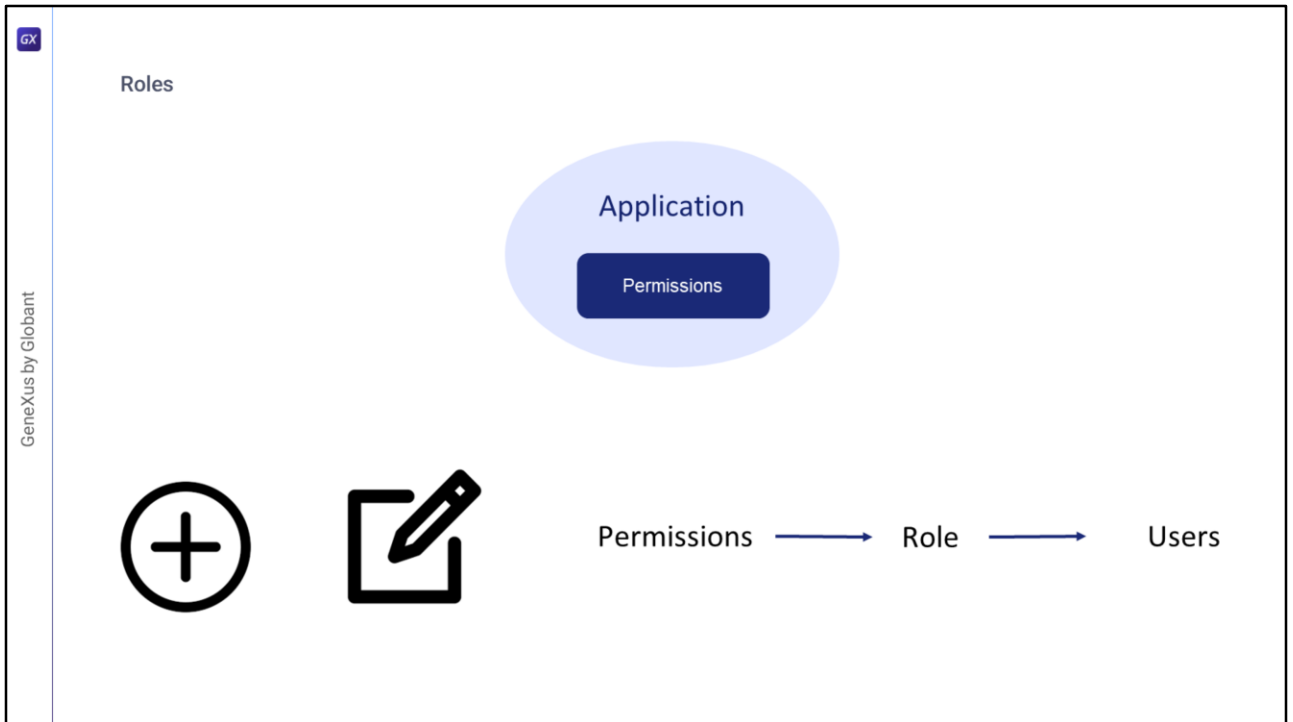 GX
Roles
Application
Permissions
GeneXus by Globant
Permissions Role Users